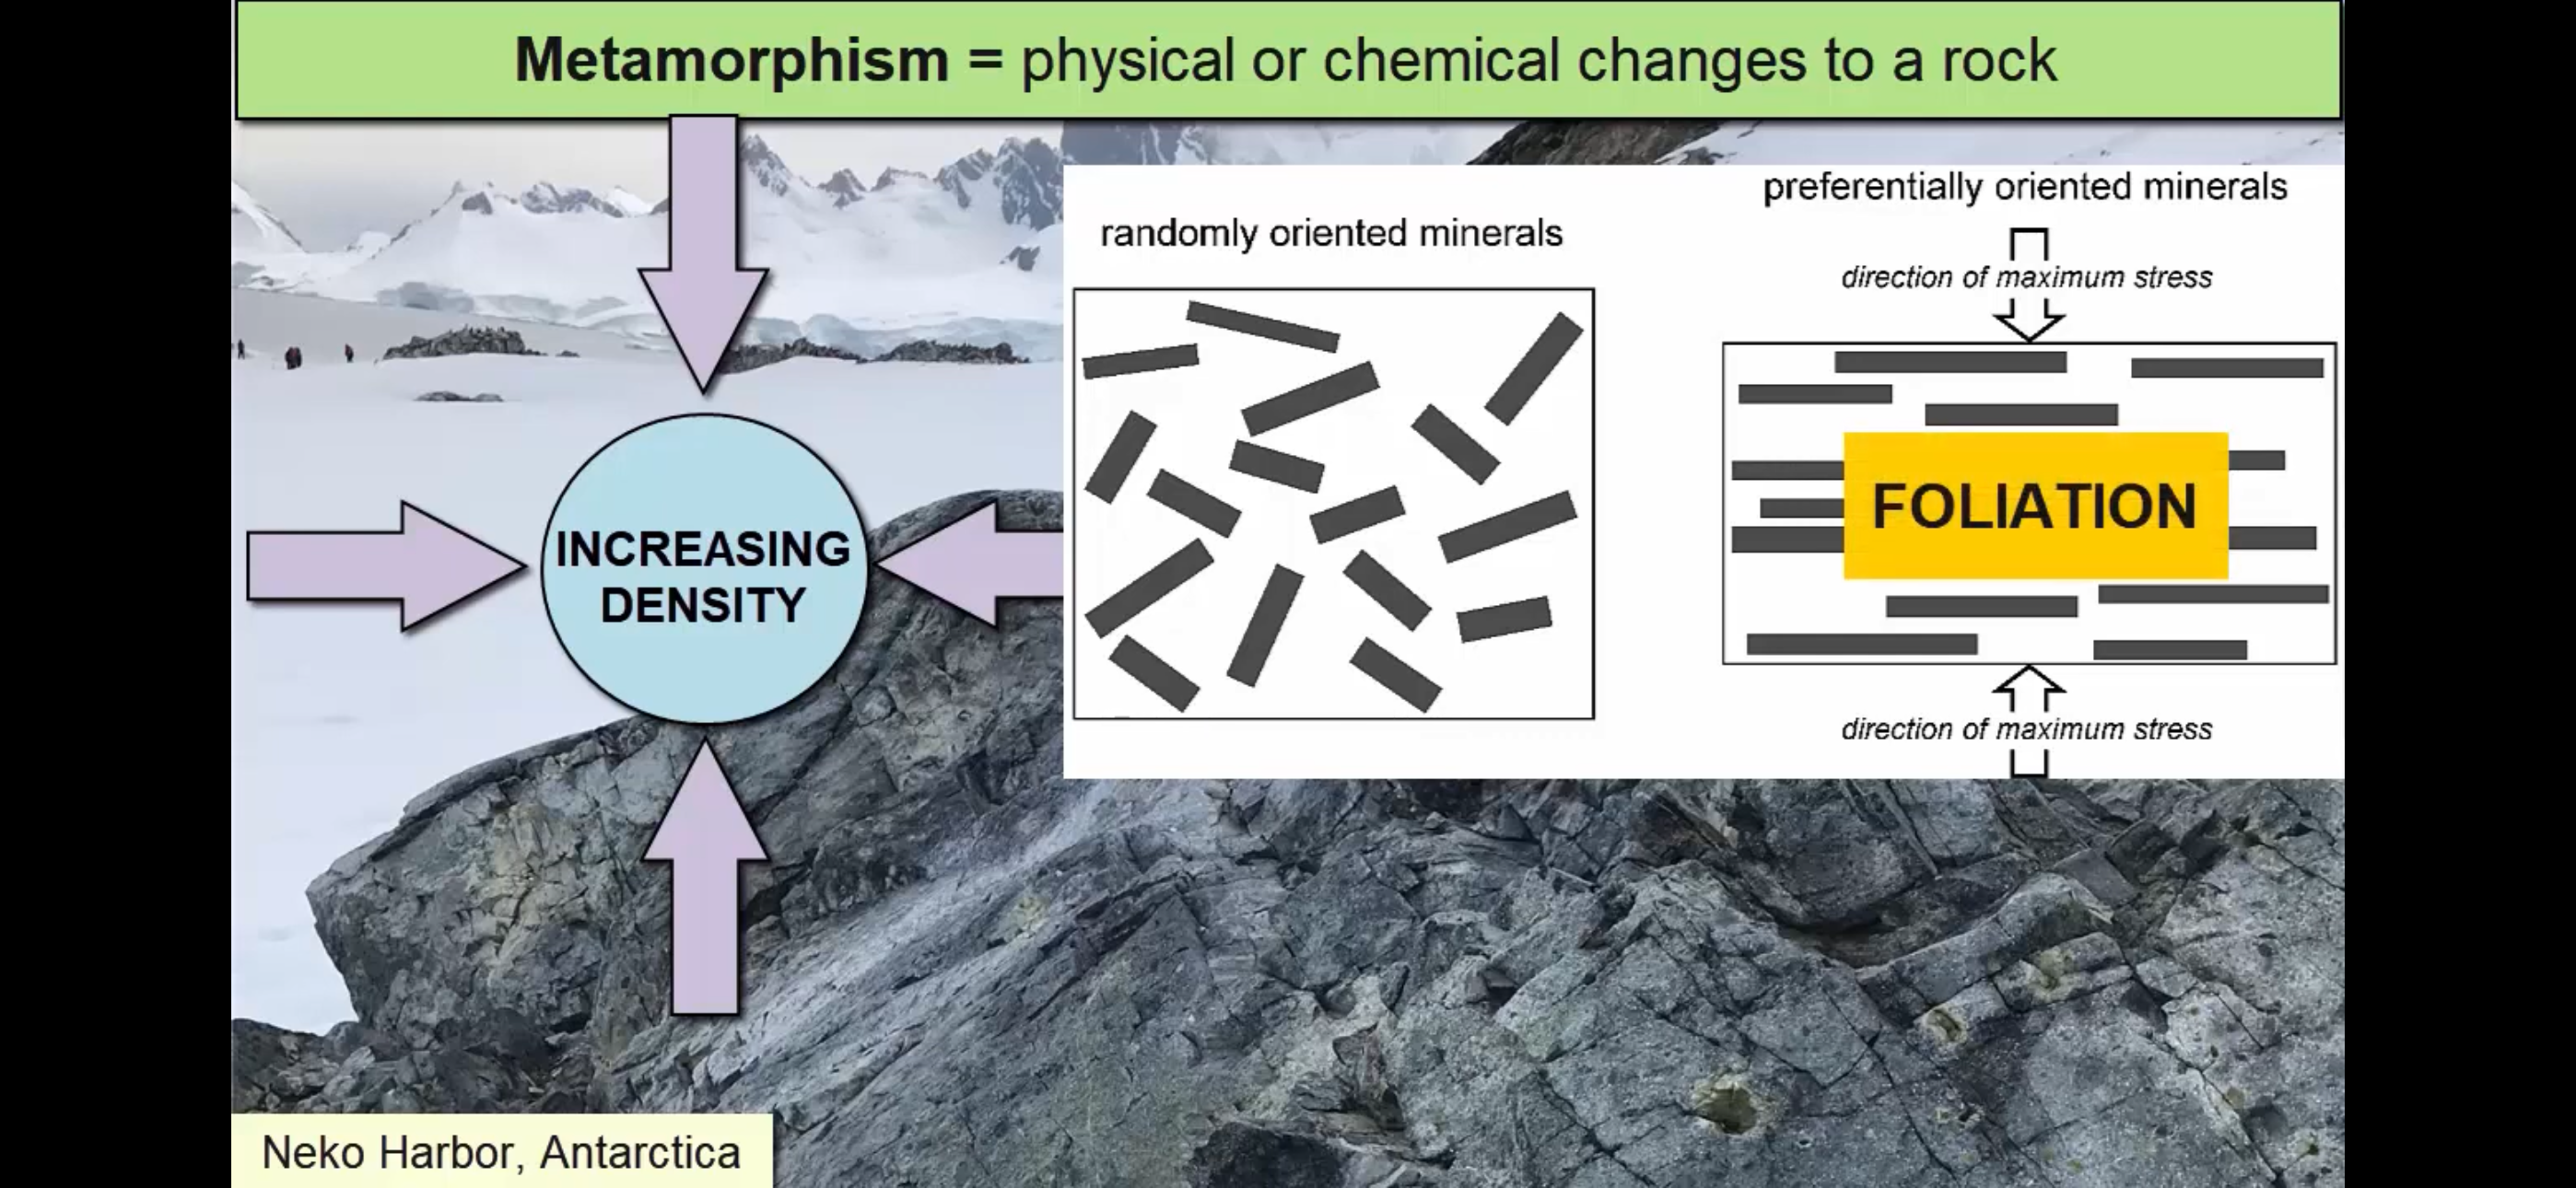 Metamorphism = physical or chemical changes to a rock
INCREASING
DENSITY
randomly oriented minerals
preferentially oriented minerals
direction of maximum stress
FOLIATION
direction of maximum stress
Neko Harbor, Antarctica